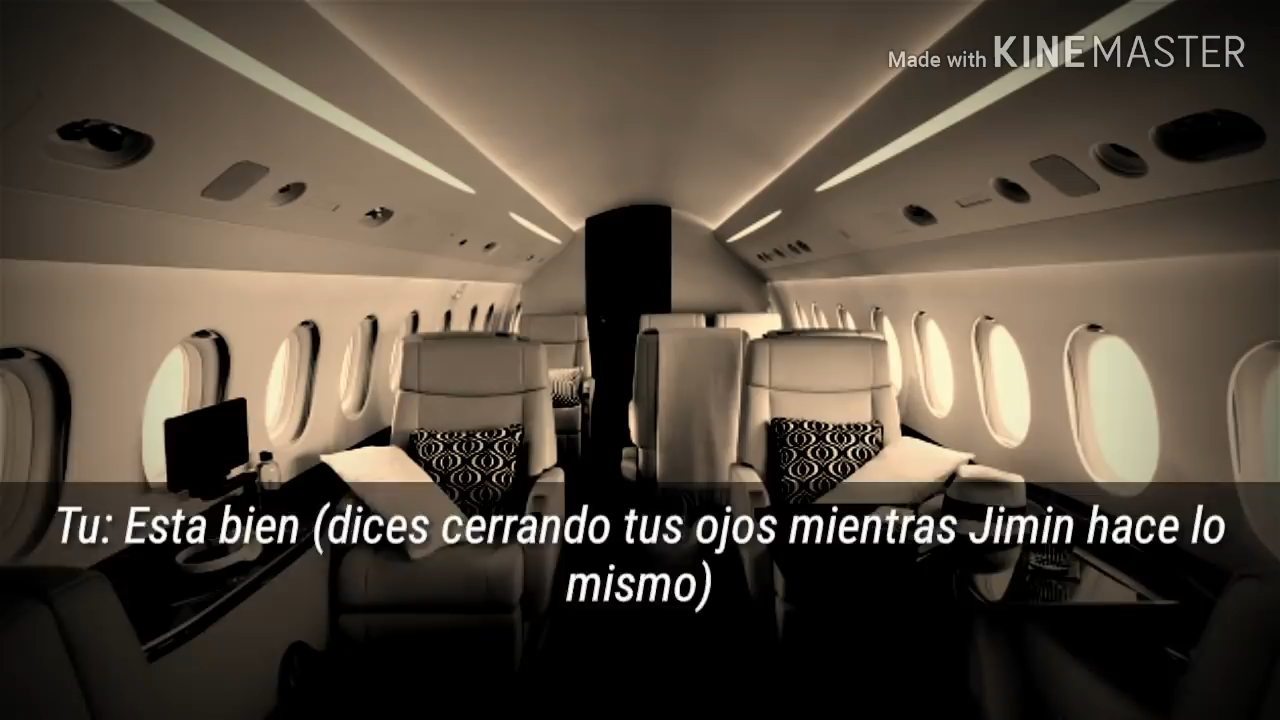 Made with KINEMASTER
Tu: Esta bien (dices cerrando tus ojos mientras Jimin hace lo
mismo)